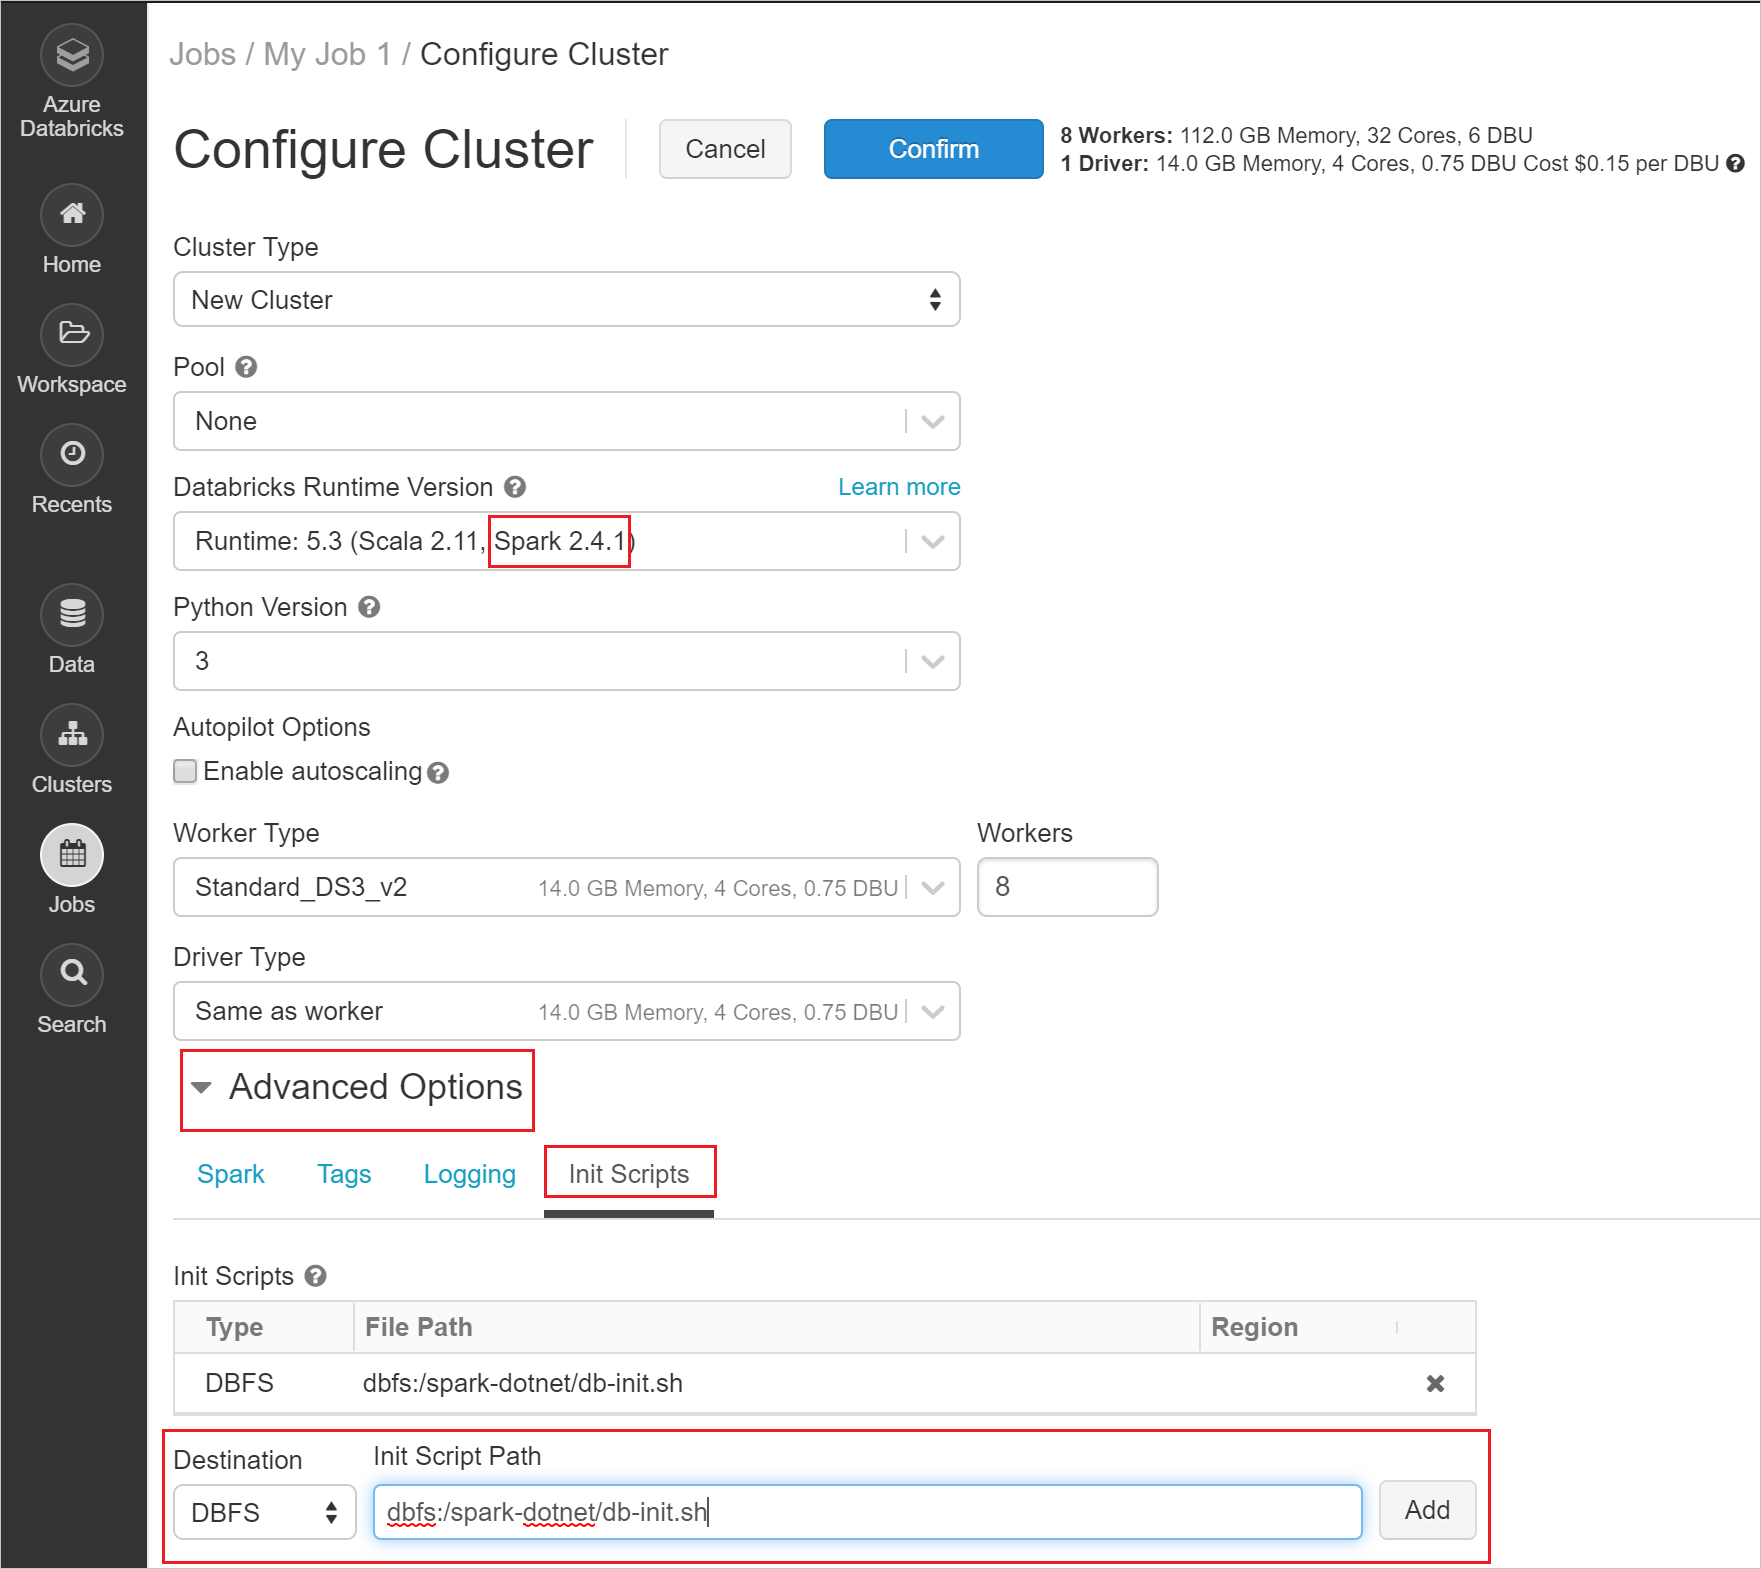 Azure
Databricks
Home
Workspace
Recents
Data
Clusters
Jobs
Search
Jobs / My Job 1 / Configure Cluster
Configure Cluster
Cancel
Confirm
8 Workers: 112.0 GB Memory, 32 Cores, 6 DBU
1 Driver: 14.0 GB Memory, 4 Cores, 0.75 DBU Cost $0.15 per DBU ?
Cluster Type
New Cluster
Pool ?
None
Databricks Runtime Version ? Learn more
Runtime: 5.3 (Scala 2.11, Spark 2.4.1)
Python Version ?
3
Autopilot Options
Enable autoscaling ?
Worker Type Workers
Standard_DS3_v2 14.0 GB Memory, 4 Cores, 0.75 DBU 8
Driver Type
Same as worker 14.0 GB Memory, 4 Cores, 0.75 DBU
Advanced Options
Spark Tags Logging Init Scripts
Init Scripts ?
Type File Path Region
DBFS dbfs:/spark-dotnet/db-init.sh
Destination Init Script Path
DBFS dbfs:/spark-dotnet/db-init.sh Add